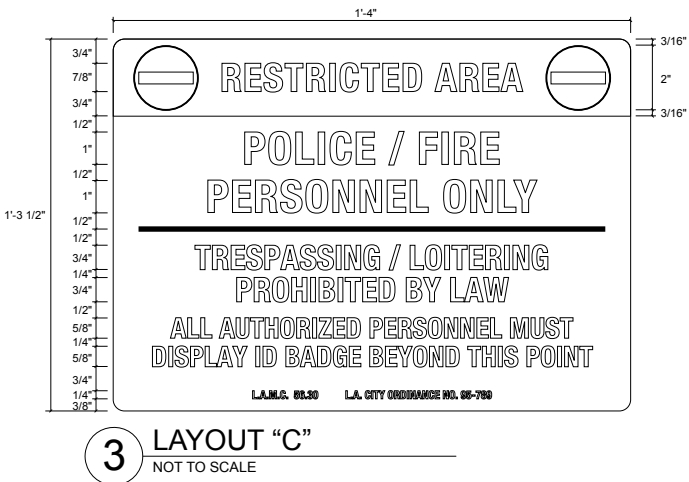 1'-4"
3/16"
2"
3/16"
1'-3 1/2"
3/4"
7/8"
3/4"
1/2"
1"
1/2"
1"
1/2"
1/2"
3/4"
1/4"
3/4"
1/2"
5/8"
1/4"
5/8"
3/4"
1/4"
3/8"
RESTRICTED AREA
POLICE / FIRE
PERSONNEL ONLY
TRESPASSING / LOITERING
PROHIBITED BY LAW
ALL AUTHORIZED PERSONNEL MUST
DISPLAY ID BADGE BEYOND THIS POINT
L.A.M.C. 56.30 L.A. CITY ORDINANCE NO. 95-789
3 LAYOUT “C”
NOT TO SCALE